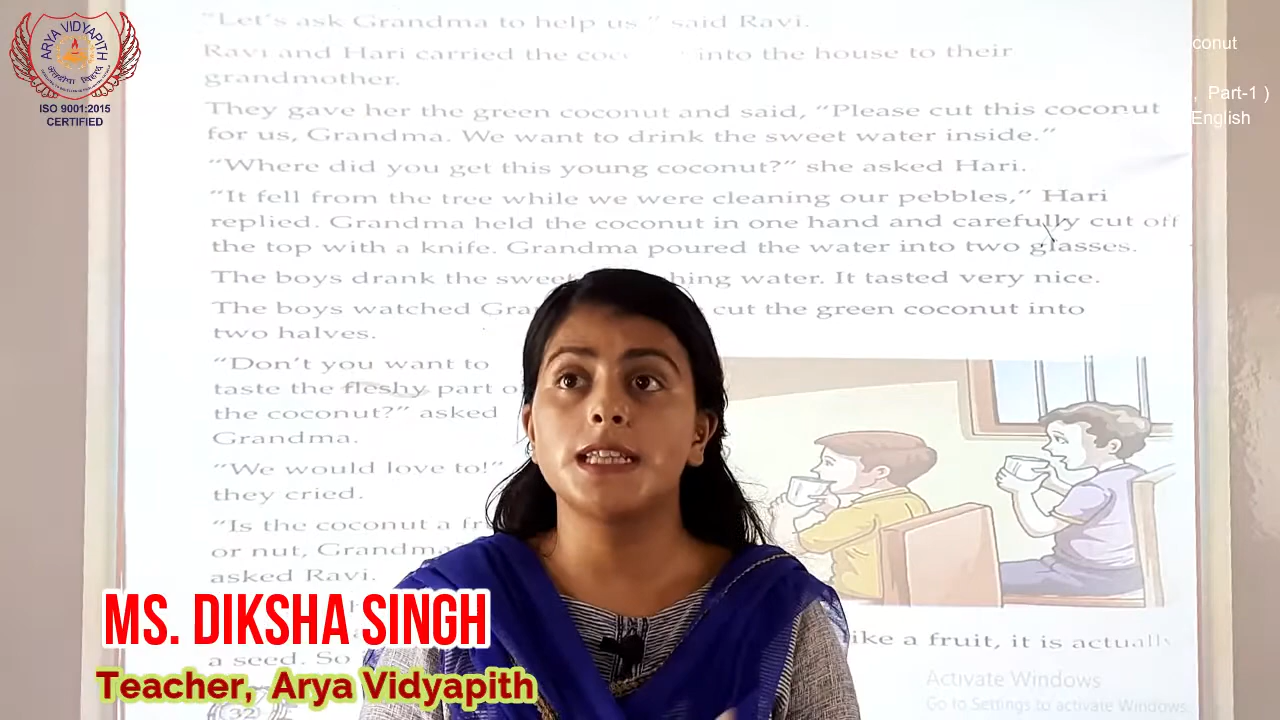 "Let's ask Grandma to help us " said Ravi.
Ravi and Hari carried the into the house to their
grandmother.
They gave her the green coconut and said, "Please cut this coconut
for us, Grandma. We want to drink the sweet water inside."
"Where did you get this young coconut?" she asked Hari.
"It fell from the tree while we were cleaning our pebbles," Hari
replied. Grandma held the coconut in one hand and carefully cut off
the top with a knife. Grandma poured the water into two glasses.
The boys drank the sweet water. It tasted very nice.
The boys watched cut the green coconut into
two halves.
"Don't you want to
taste the fleshy part
the coconut?" asked
Grandma.
"We would love to!"
they cried.
"Is the coconut a
or nut, Grandma
asked Ravi.
like a fruit, it is actually
a seed. So
32
ARYA VIDYAPITH
ISO 9001:2015
CERTIFIED
Part-1 )
English
MS. DIKSHA SINGH
Teacher, Arya Vidyapith
Activate Windows
Go to Settings to activate Windows.